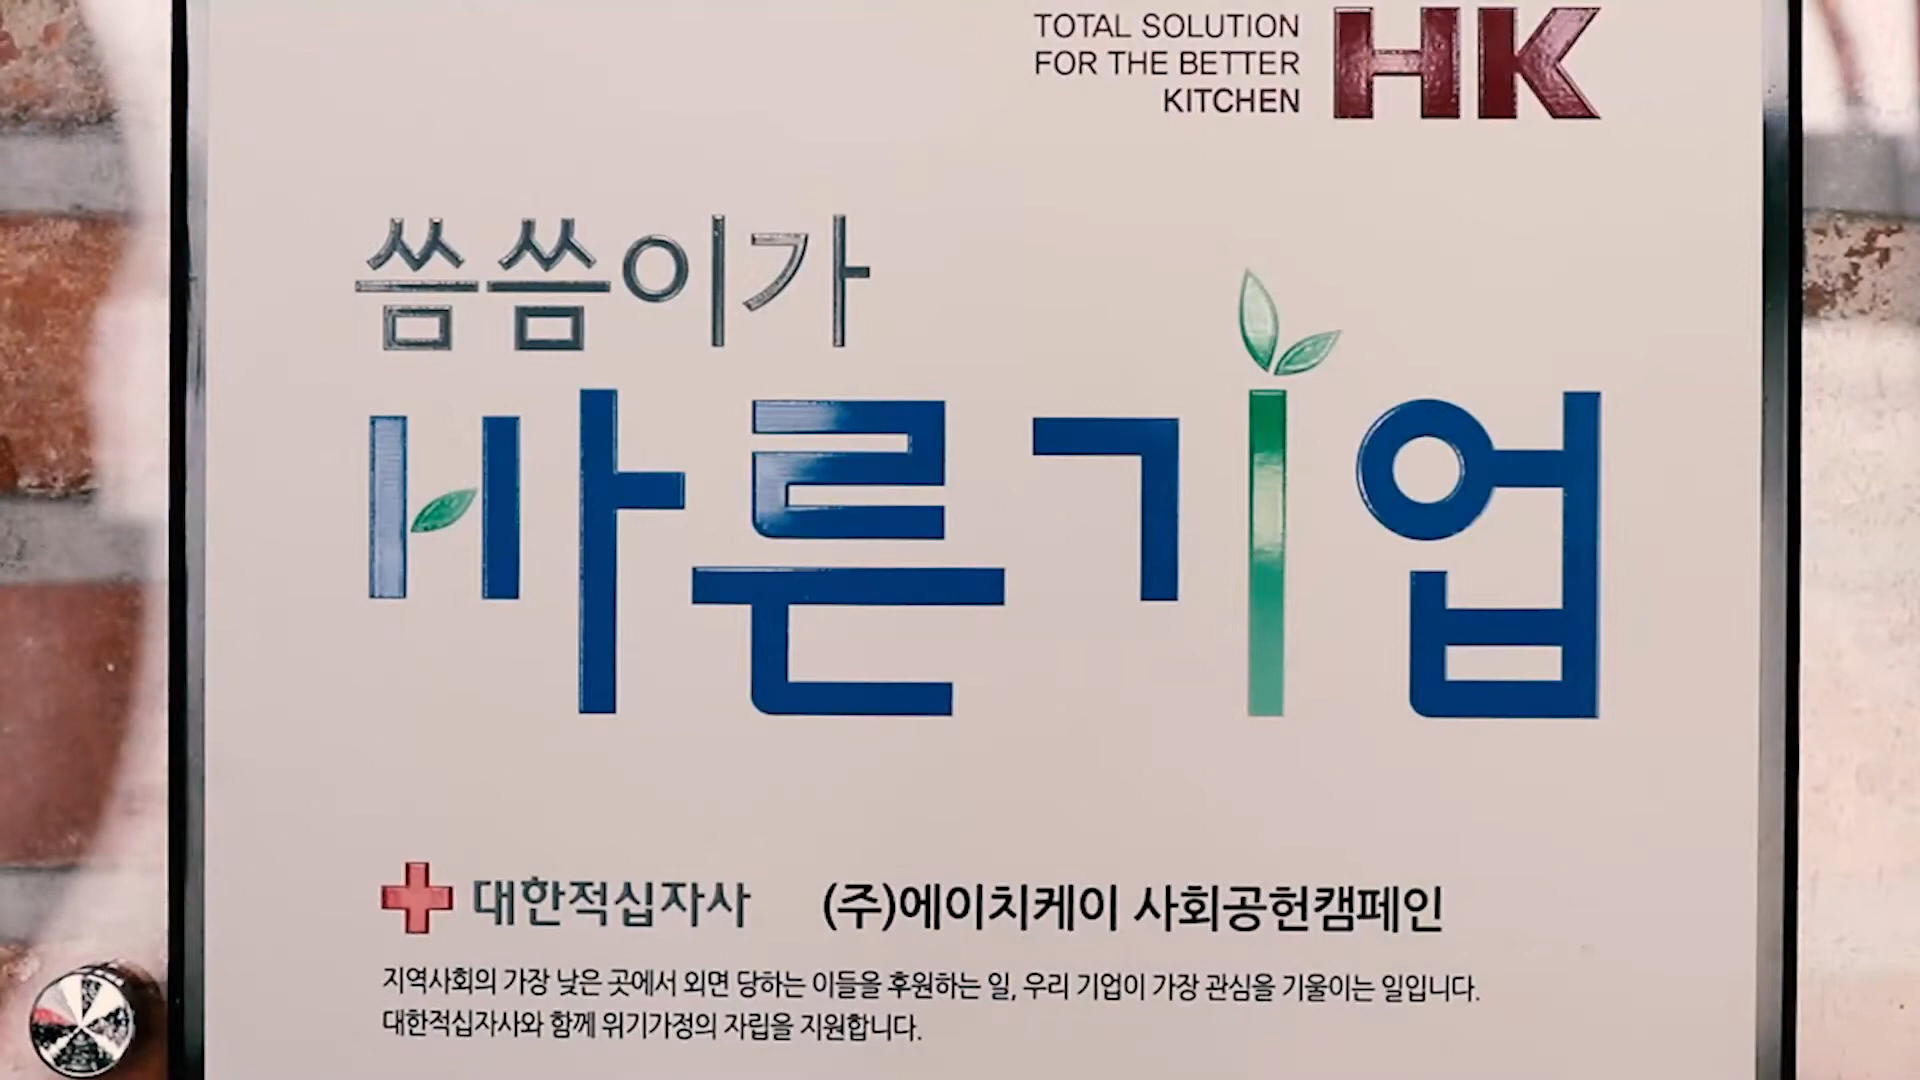 TOTAL SOLUTION
FOR THE BETTER
KITCHEN
HK
씀씀이가
바른기업
대한적십자사 (주)에이치케이 사회공헌캠페인
지역사회의 가장 낮은 곳에서 외면 당하는 이들을 후원하는 일, 우리 기업이 가장 관심을 기울이는 일입니다.
대한적십자사와 함께 위기가정의 자립을 지원합니다.